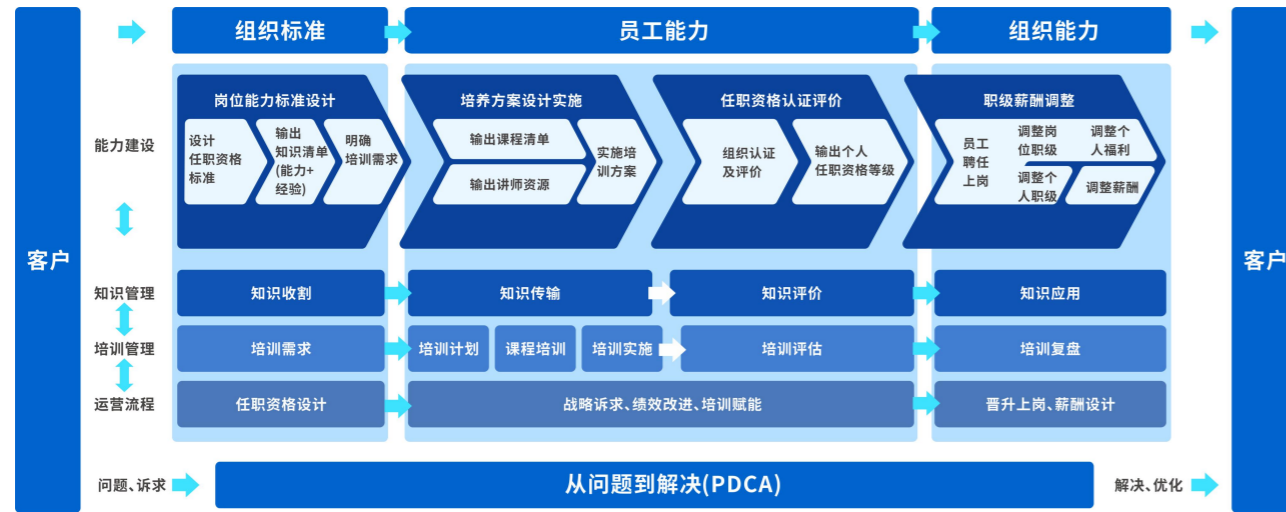 组织标准
员工能力
组织能力
客户
能力建设
岗位能力标准设计
设计
任职资格
标准
输出
知识清单
(能力+
经验)
明确
培训需求
培养方案设计实施
输出课程清单
输出讲师资源
实施培
训方案
任职资格认证评价
组织认证
及评价
输出个人
任职资格等级
职级薪酬调整
员工
聘任
上岗
调整岗
位职级
调整个
人福利
调整个
人职级
调整薪酬
客户
知识管理
知识收割
知识传输
知识评价
知识应用
培训管理
培训需求
培训计划
课程培训
培训实施
培训评估
培训复盘
运营流程
任职资格设计
战略诉求、绩效改进、培训赋能
晋升上岗、薪酬设计
问题、诉求
从问题到解决(PDCA)
解决、优化